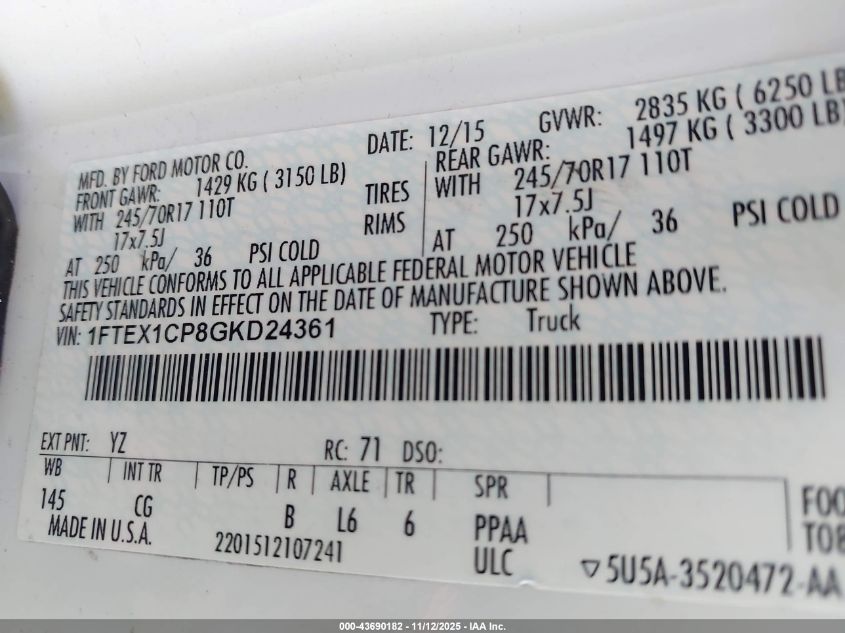 MFD. BY FORD MOTOR CO.
DATE: 12/15
GVWR: 2835 KG ( 6250 LB
FRONT GAWR: 1429 KG ( 3150 LB)
REAR GAWR: 1497 KG ( 3300 LB)
WITH 245/70R17 110T
TIRES
WITH 245/70R17 110T
17x7.5J
RIMS
17x7.5J
AT 250 kPa/ 36 PSI COLD
AT 250 kPa/ 36 PSI COLD
THIS VEHICLE CONFORMS TO ALL APPLICABLE FEDERAL MOTOR VEHICLE
SAFETY STANDARDS IN EFFECT ON THE DATE OF MANUFACTURE SHOWN ABOVE.
VIN: 1FTEX1CP8GKD24361
TYPE: Truck
EXT PNT: YZ RC: 71 DSO:
WB INT TR TP/PS R AXLE TR SPR
145 CG B L6 6 PPAA
MADE IN U.S.A. 2201512107241 ULC
FOO
TOB
▽5U5A-3520472-AA
000-43690182 - 11/12/2025 - IAA Inc.